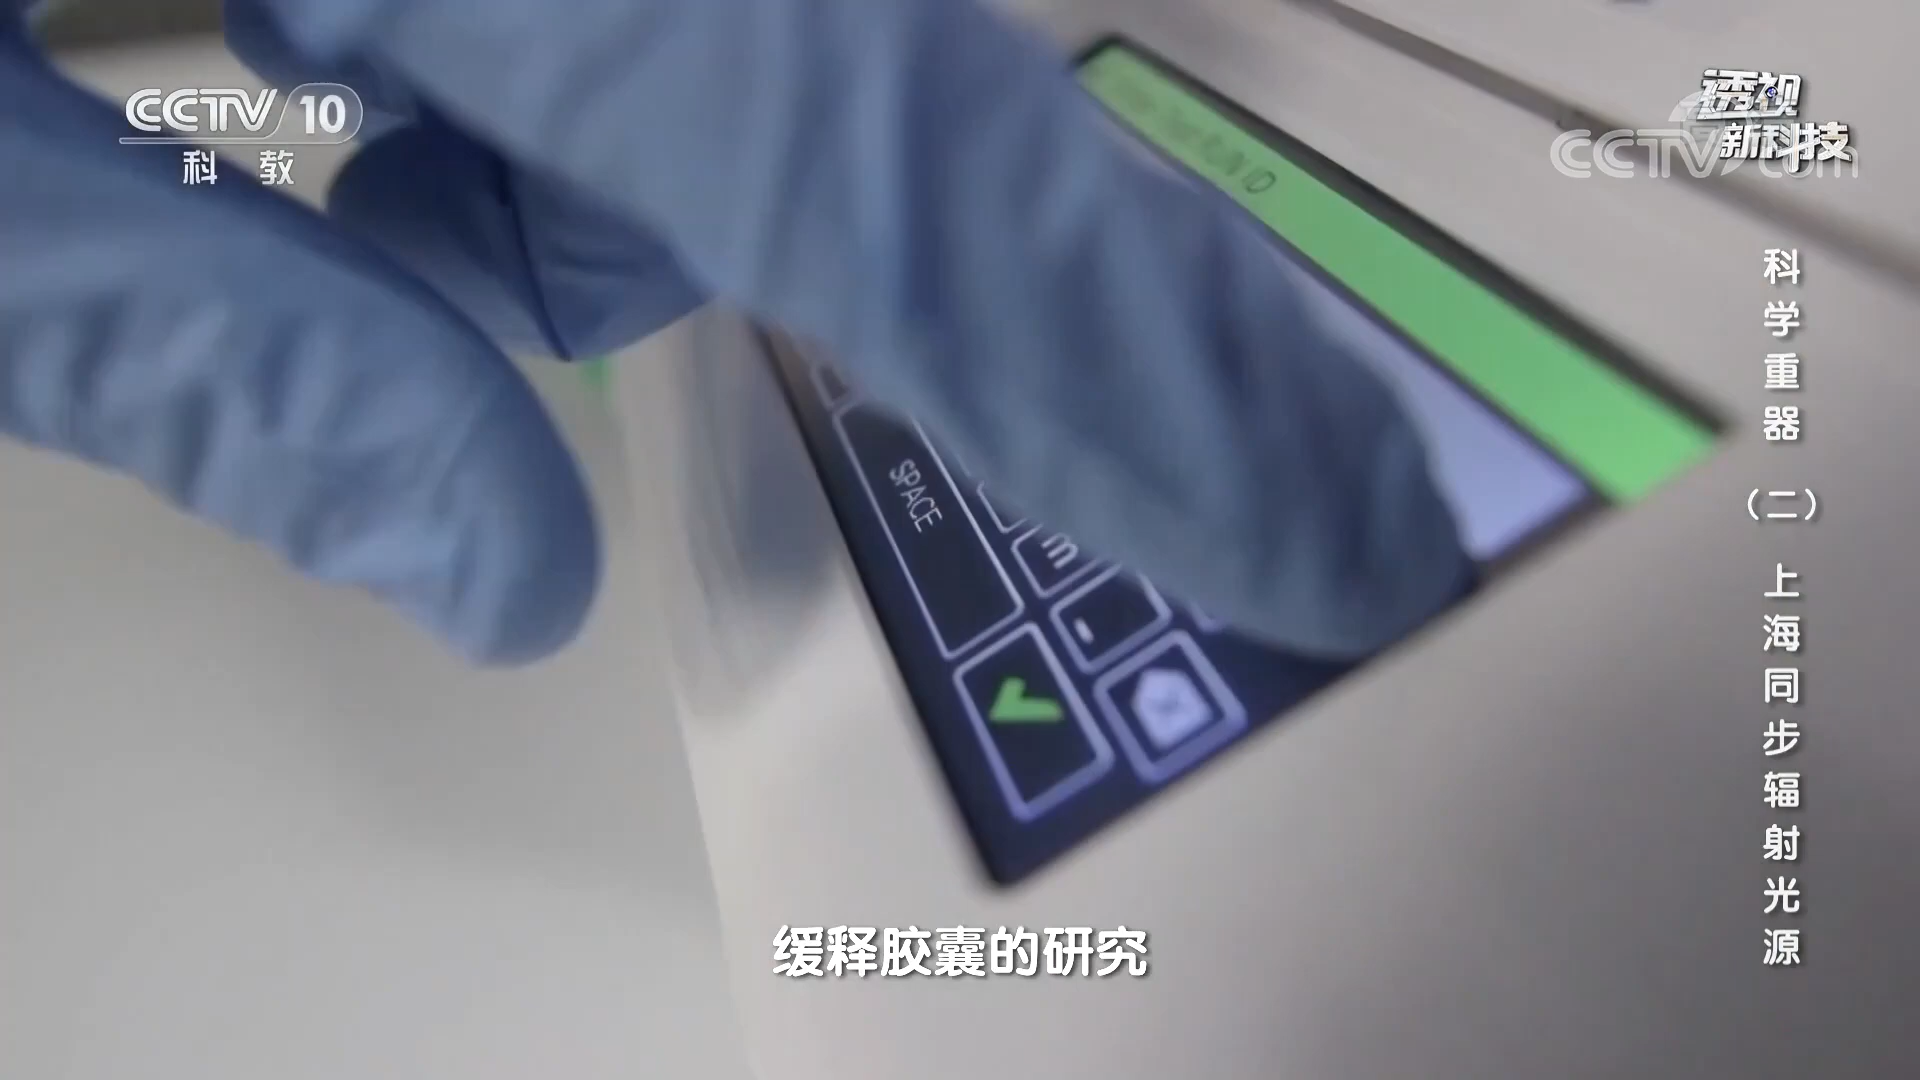 CCTV 10
科教
透视
新科技
CCTV.com
科学重器（二）上海同步辐射光源
SPACE
m
缓释胶囊的研究